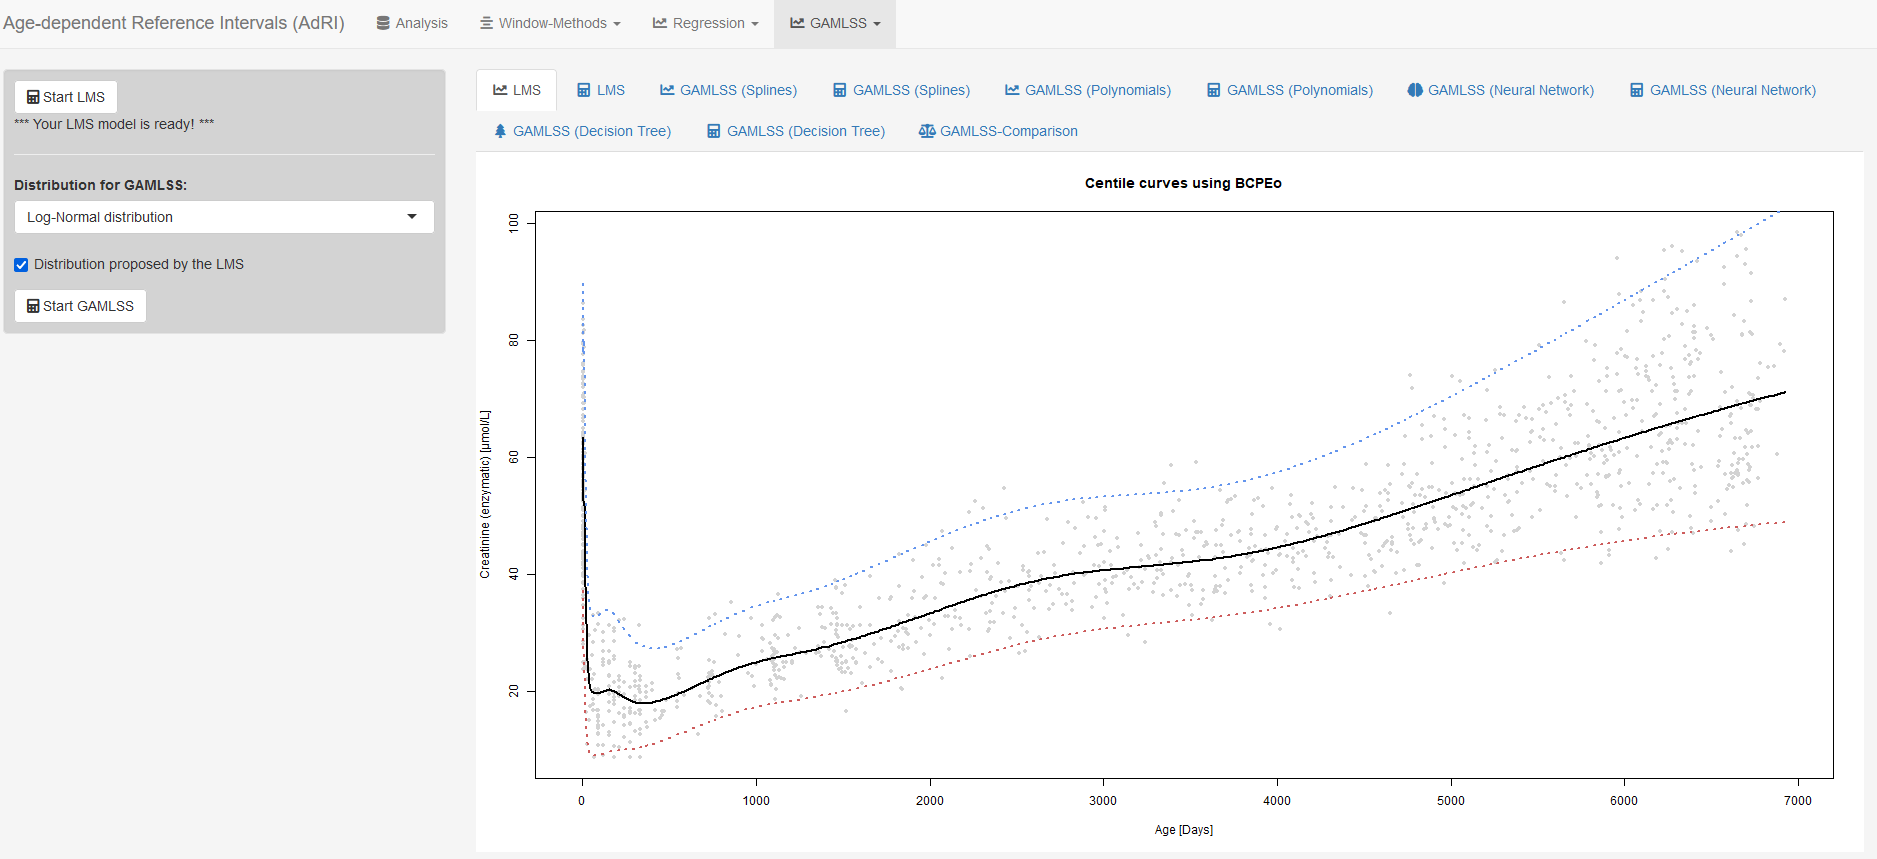 Age-dependent Reference Intervals (AdRI) Analysis Window-Methods Regression GAMLSS
Start LMS
*** Your LMS model is ready! ***
Distribution for GAMLSS:
Log-Normal distribution
Distribution proposed by the LMS
Start GAMLSS
LMS LMS GAMLSS (Splines) GAMLSS (Splines) GAMLSS (Polynomials) GAMLSS (Polynomials) GAMLSS (Neural Network) GAMLSS (Neural Network)
GAMLSS (Decision Tree) GAMLSS (Decision Tree) GAMLSS-Comparison
Centile curves using BCPEo
Creatinine (enzymatic) [µmol/L]
100
80
60
40
20
0 1000 2000 3000 4000 5000 6000 7000
Age [Days]